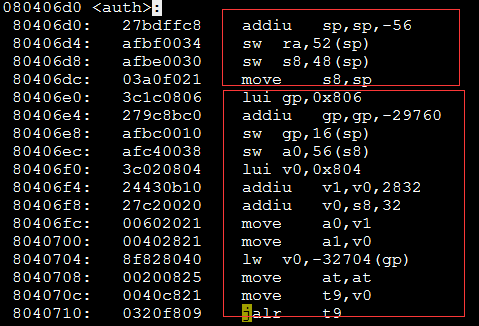 080406d0 <auth>:
80406d0: 27bdffc8 addiu sp,sp,-56
80406d4: afbf0034 sw ra,52(sp)
80406d8: afbe0030 sw s8,48(sp)
80406dc: 03a0f021 move s8,sp
80406e0: 3c1c0806 lui gp,0x806
80406e4: 279c8bc0 addiu gp,gp,-29760
80406e8: afbc0010 sw gp,16(sp)
80406ec: afc40038 sw a0,56(s8)
80406f0: 3c020804 lui v0,0x804
80406f4: 24430b10 addiu v1,v0,2832
80406f8: 27c20020 addiu v0,s8,32
80406fc: 00602021 move a0,v1
8040700: 00402821 move a1,v0
8040704: 8f828040 lw v0,-32704(gp)
8040708: 00200825 move at,at
804070c: 0040c821 move t9,v0
8040710: 0320f809 jalr t9